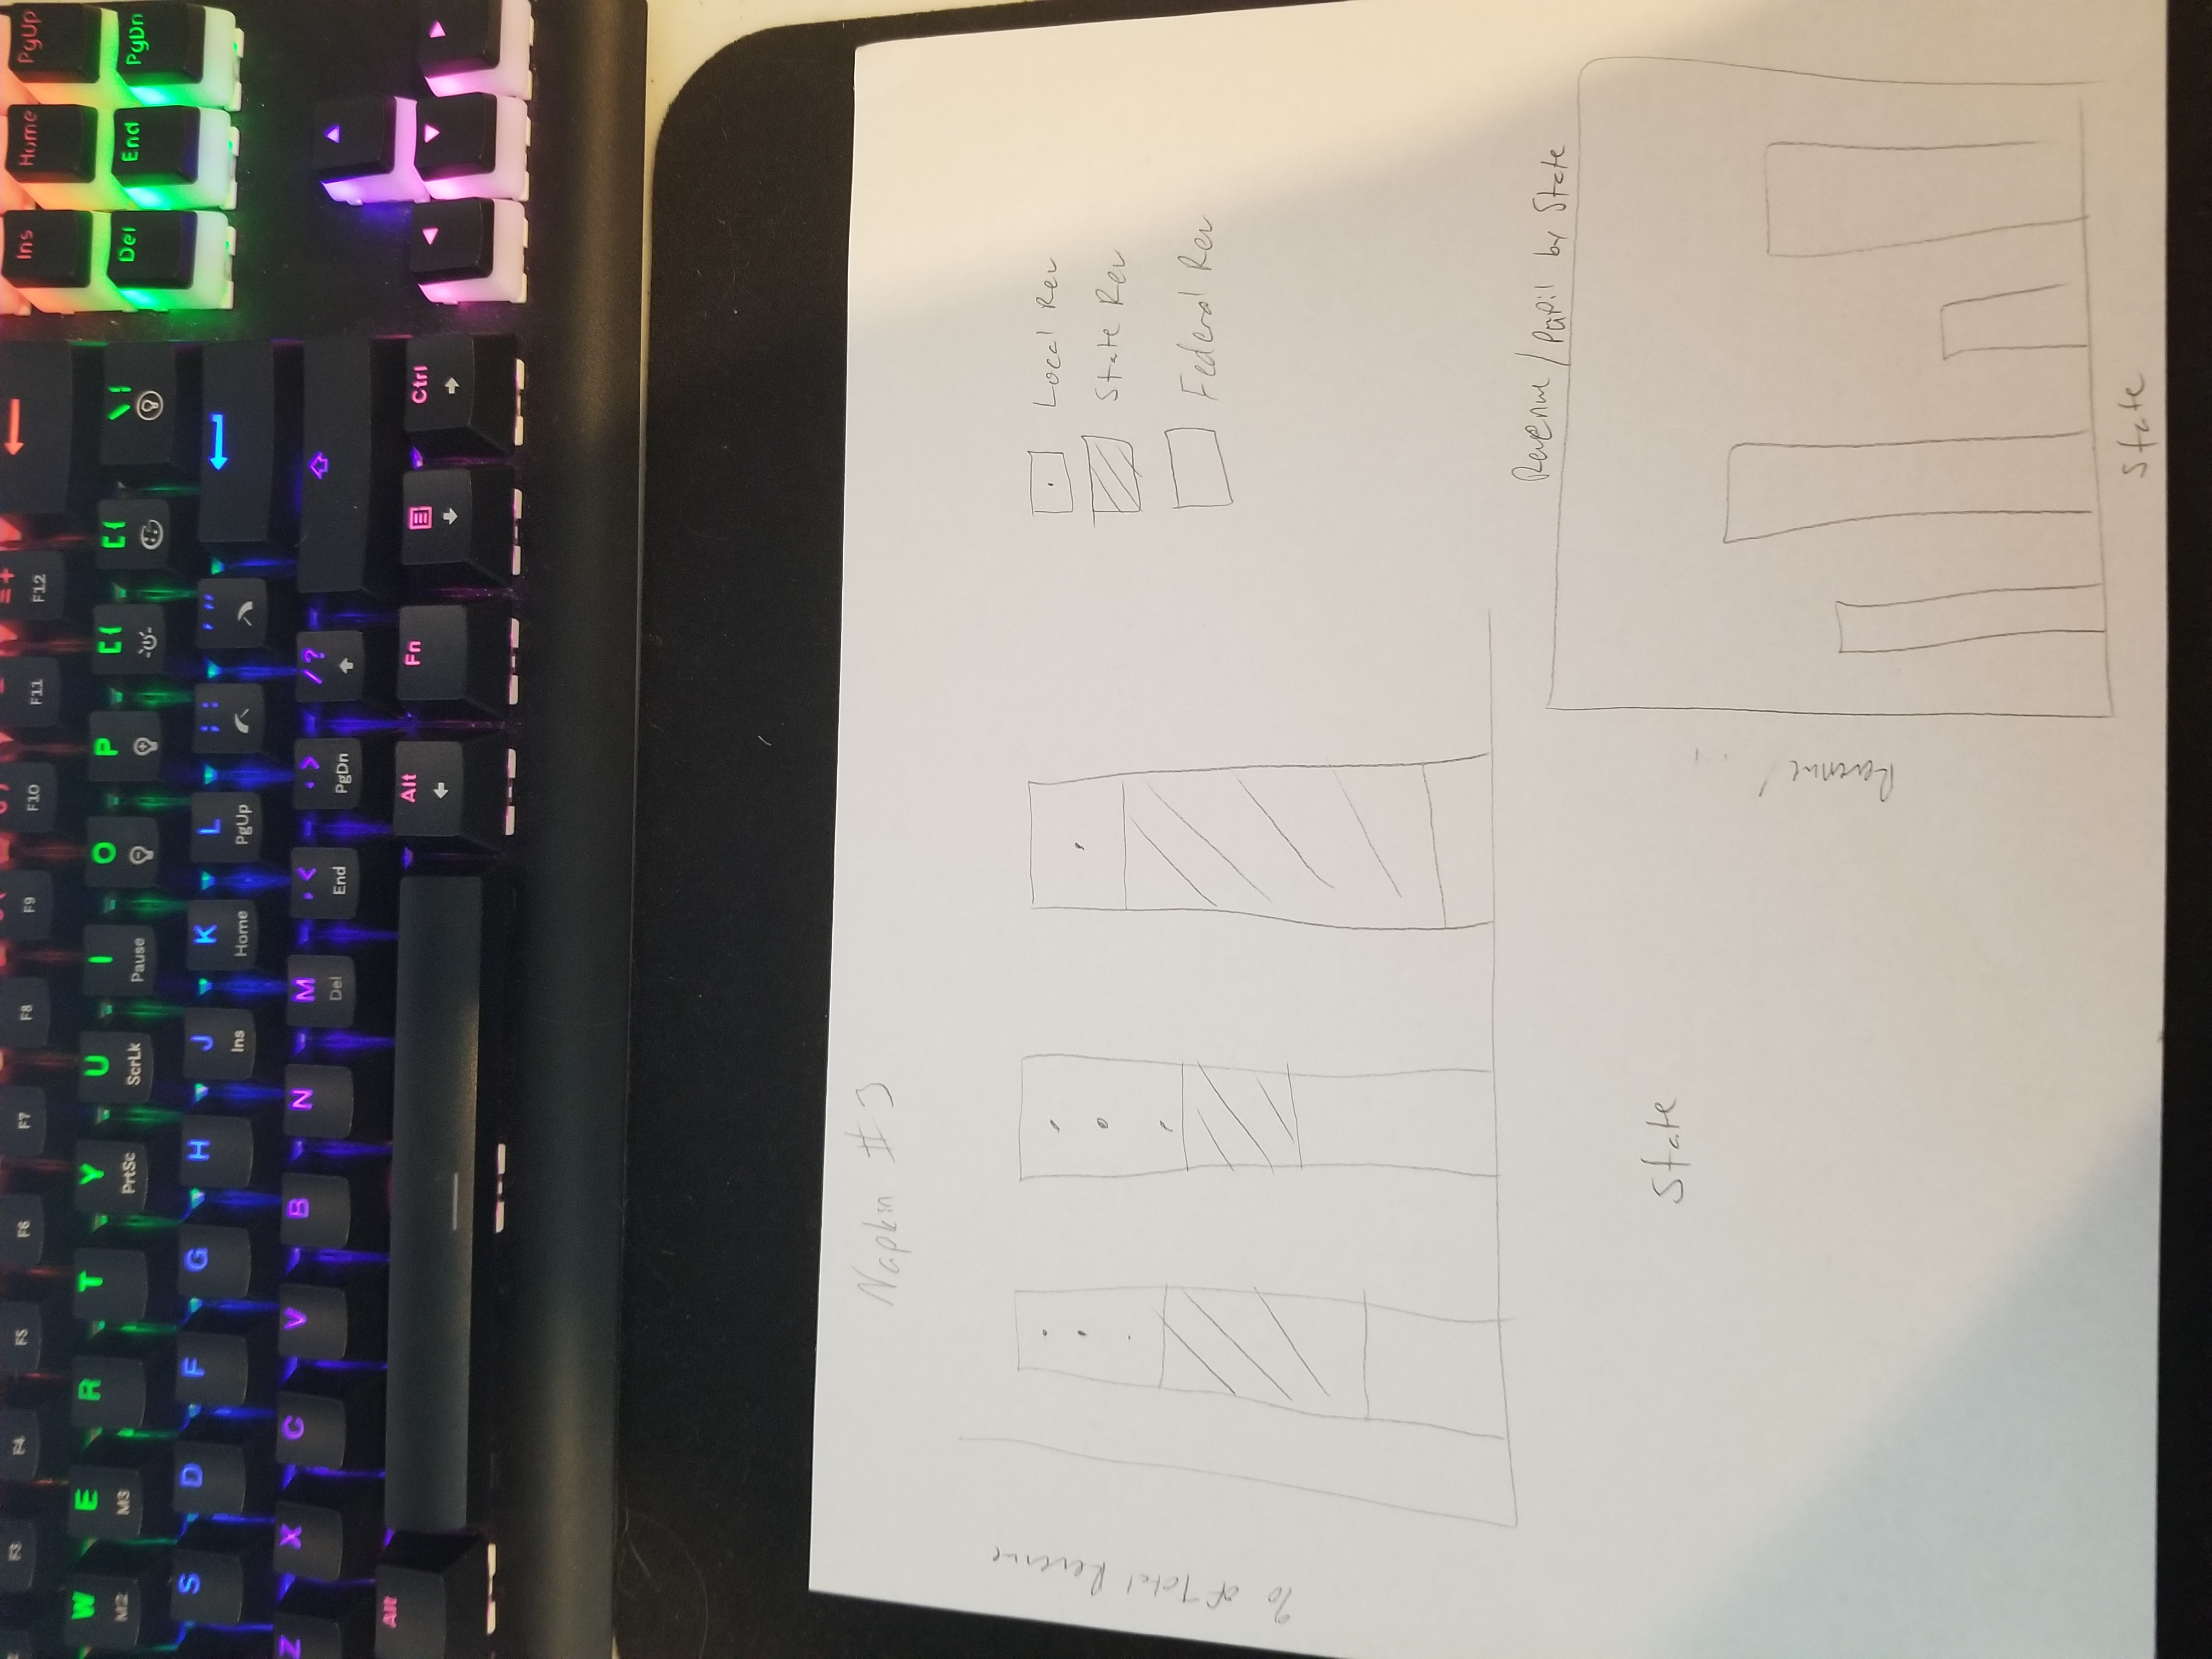 F3 F4 F5 F6 F7 F8 F9 F10 F11 F12
=+
Ins Home PgUp
W E R T Y U I O P [{ [{ \|
M2 M3 PrtSc ScrLk Pause
Del End PgDn
S D F G H J K L ;: '"
Ins Home PgUp
Z X C V B N M ,< .> /?
Del End PgDn
Alt Alt Fn Ctrl
Napkin #3
% of Total Revenue
Local Rev
State Rev
Federal Rev
State
Revenue/Pupil by State
Revenue/
State